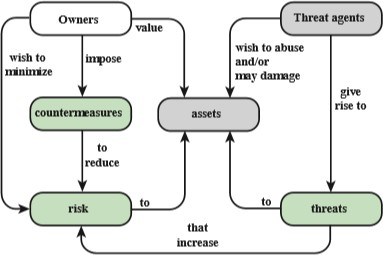 Owners
Threat agents
value
wish to
minimize
impose
wish to abuse
and/or
may damage
give
rise to
countermeasures
assets
to
reduce
risk
to
to
threats
that
increase